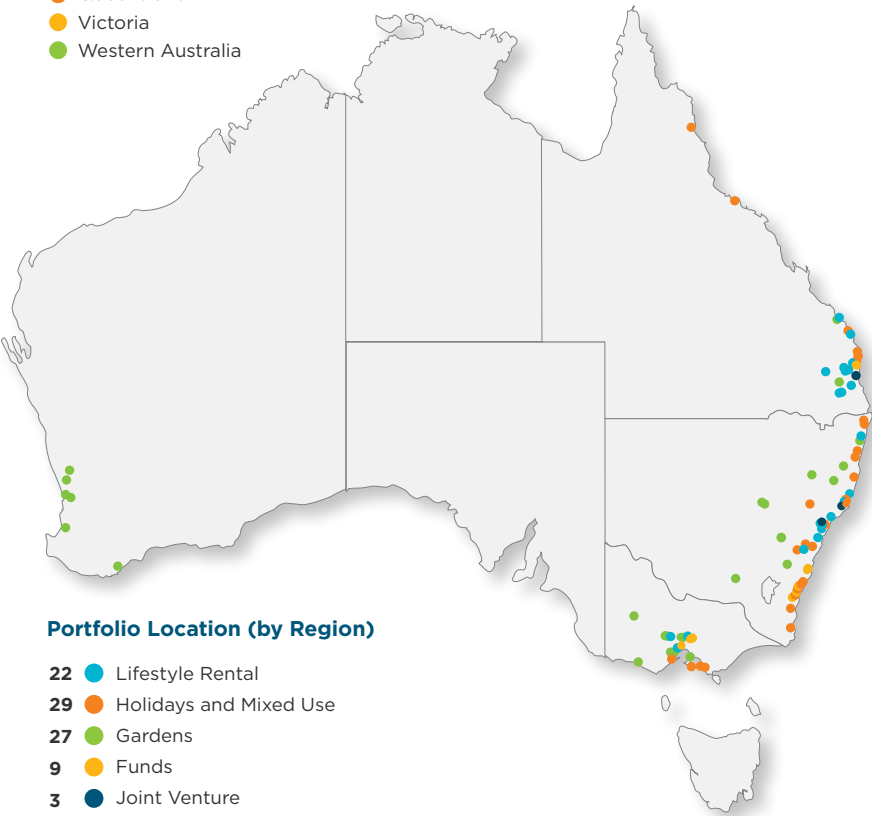 Victoria
Western Australia
Portfolio Location (by Region)
22 Lifestyle Rental
29 Holidays and Mixed Use
27 Gardens
9 Funds
3 Joint Venture